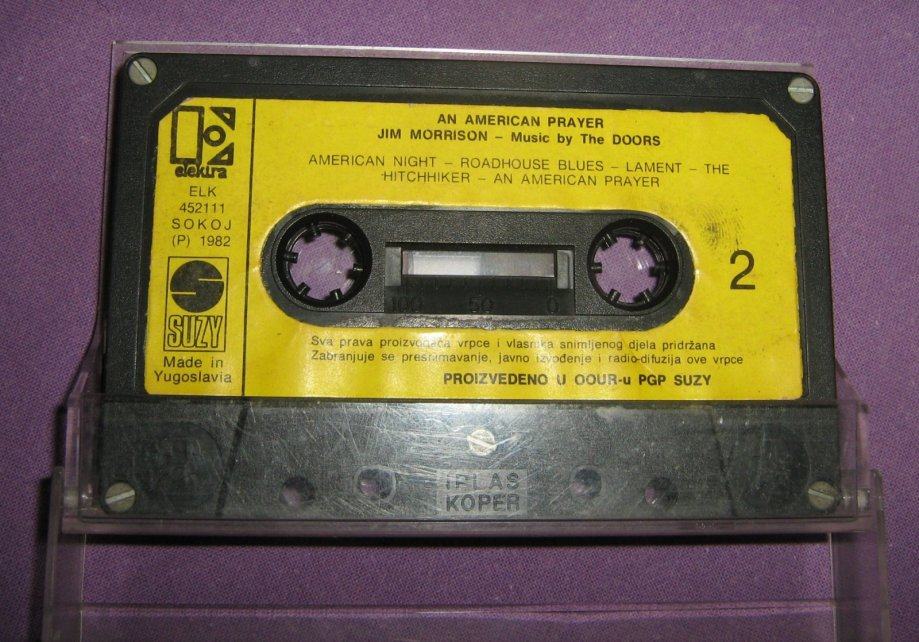 AN AMERICAN PRAYER
JIM MORRISON – Music by The DOORS
AMERICAN NIGHT – ROADHOUSE BLUES – LAMENT – THE
HITCHHIKER – AN AMERICAN PRAYER
elektra
ELK
452111
SOKOJ
(P) 1982
SUZY
Made in
Yugoslavia
2
100 50 0
Sva prava proizvođača vrpce i vlasnika snimljenog djela pridržana
Zabranjuje se presnimavanje, javno izvođenje i radio-difuzija ove vrpce
PROIZVEDENO U OOUR-u PGP SUZY
IPLAS
KOPER